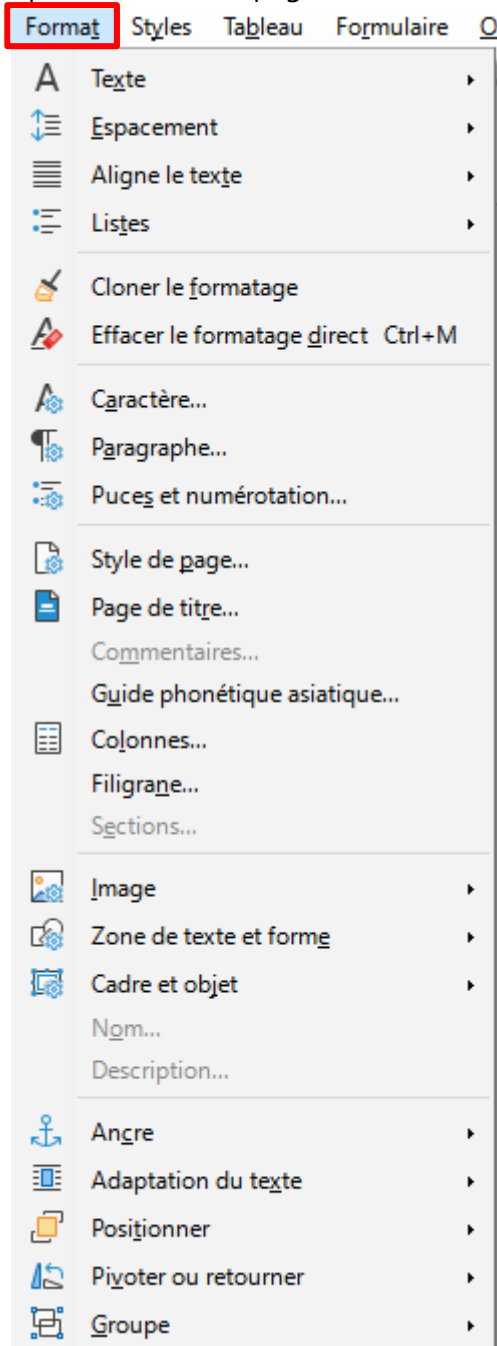 Format Styles Tableau Formulaire O
Texte
Espacement
Aligne le texte
Listes
Cloner le formatage
Effacer le formatage direct Ctrl+M
Caractère...
Paragraphe...
Puces et numérotation...
Style de page...
Page de titre...
Commentaires...
Guide phonétique asiatique...
Colonnes...
Filigrane...
Sections...
Image
Zone de texte et forme
Cadre et objet
Nom...
Description...
Ancre
Adaptation du texte
Positionner
Pivoter ou retourner
Groupe